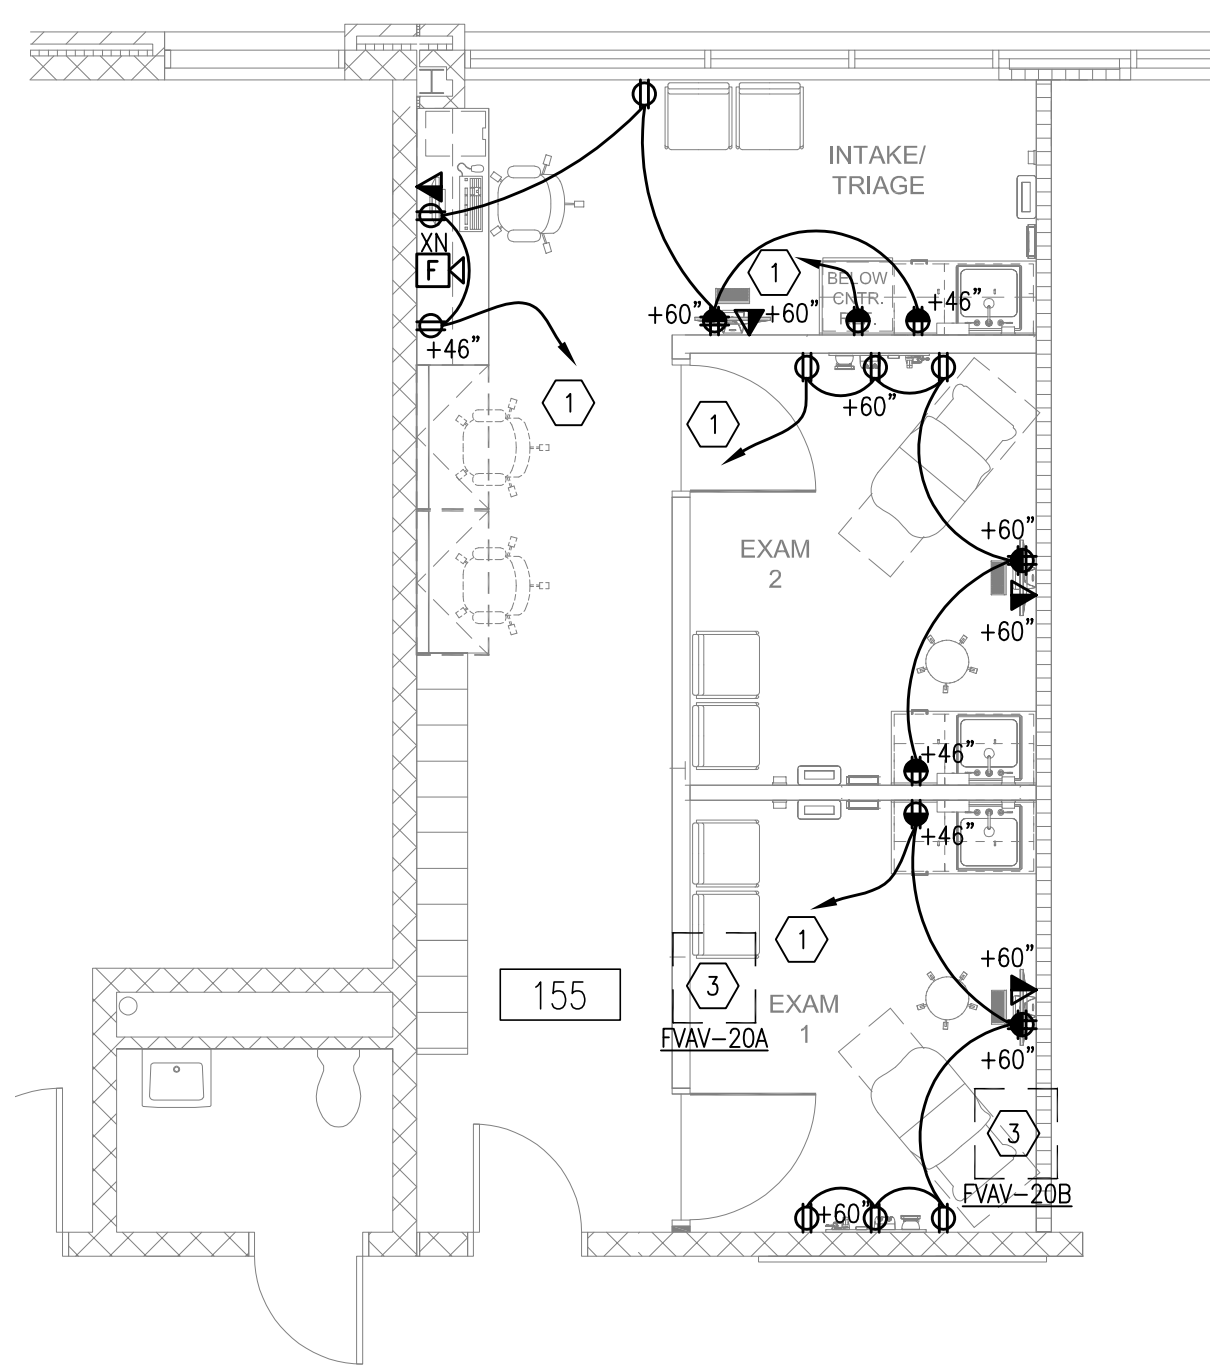 INTAKE/
TRIAGE
XN
F
1
BELOW
CNTR.
+60”
+60”
+46”
+46”
1
1
+60”
+60”
EXAM
2
+60”
+46”
+46”
1
+60”
155
3
EXAM
1
FVAV-20A
+60”
3
FVAV-20B
+60”